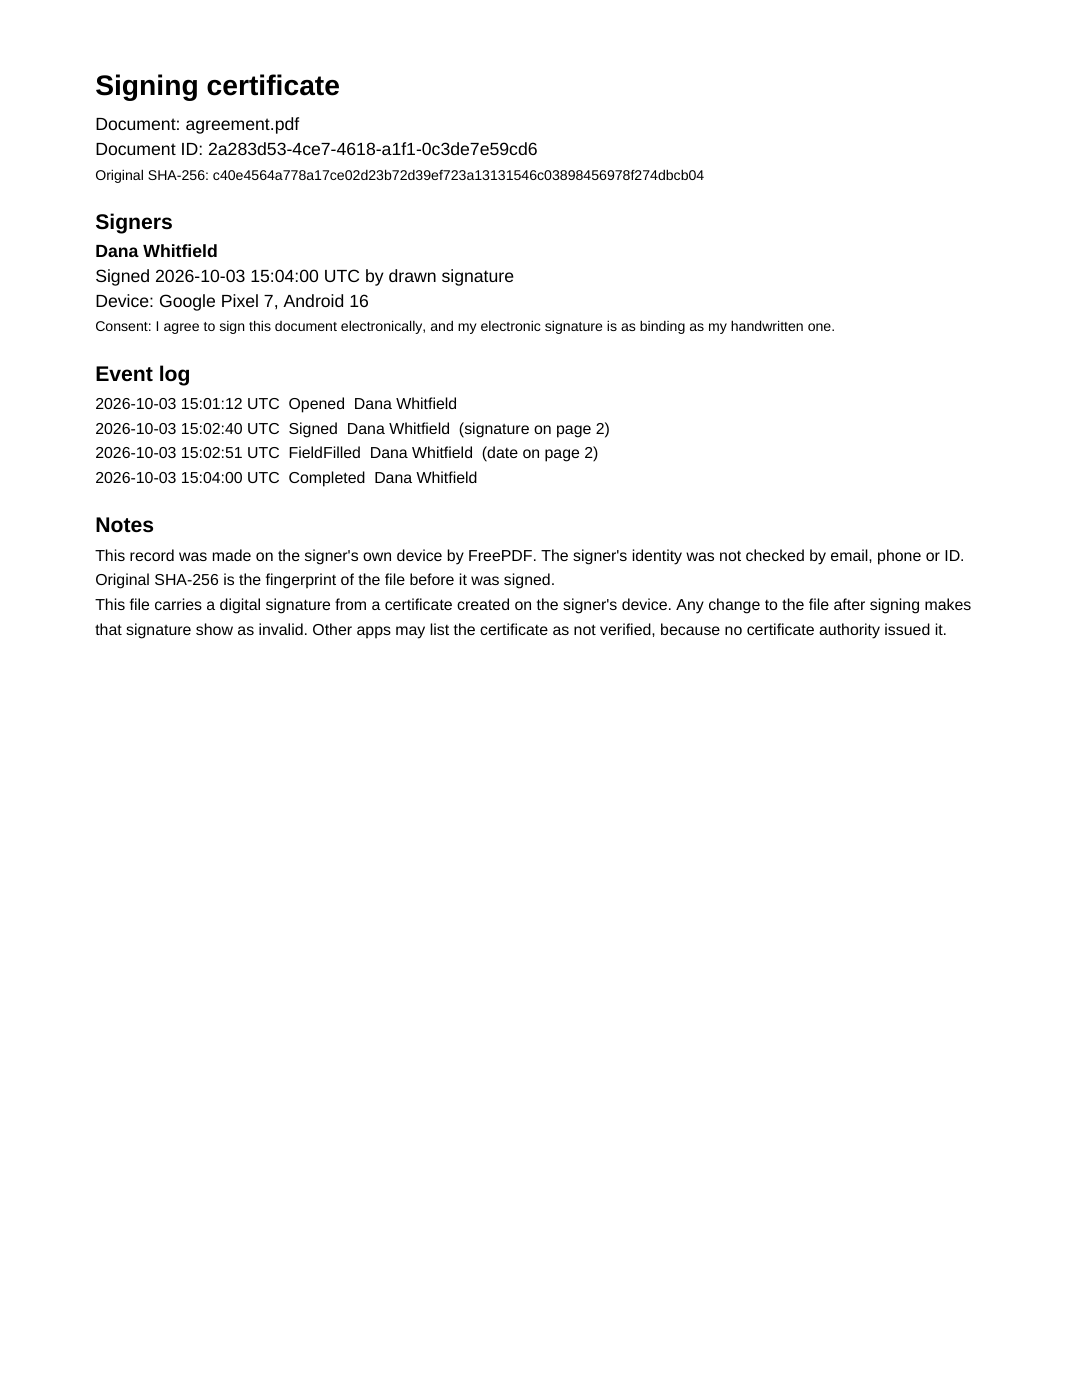 Signing certificate
Document: agreement.pdf
Document ID: 2a283d53-4ce7-4618-a1f1-0c3de7e59cd6
Original SHA-256: c40e4564a778a17ce02d23b72d39ef723a13131546c03898456978f274dbcb04
Signers
Dana Whitfield
Signed 2026-10-03 15:04:00 UTC by drawn signature
Device: Google Pixel 7, Android 16
Consent: I agree to sign this document electronically, and my electronic signature is as binding as my handwritten one.
Event log
2026-10-03 15:01:12 UTC  Opened  Dana Whitfield
2026-10-03 15:02:40 UTC  Signed  Dana Whitfield  (signature on page 2)
2026-10-03 15:02:51 UTC  FieldFilled  Dana Whitfield  (date on page 2)
2026-10-03 15:04:00 UTC  Completed  Dana Whitfield
Notes
This record was made on the signer's own device by FreePDF. The signer's identity was not checked by email, phone or ID.
Original SHA-256 is the fingerprint of the file before it was signed.
This file carries a digital signature from a certificate created on the signer's device. Any change to the file after signing makes
that signature show as invalid. Other apps may list the certificate as not verified, because no certificate authority issued it.